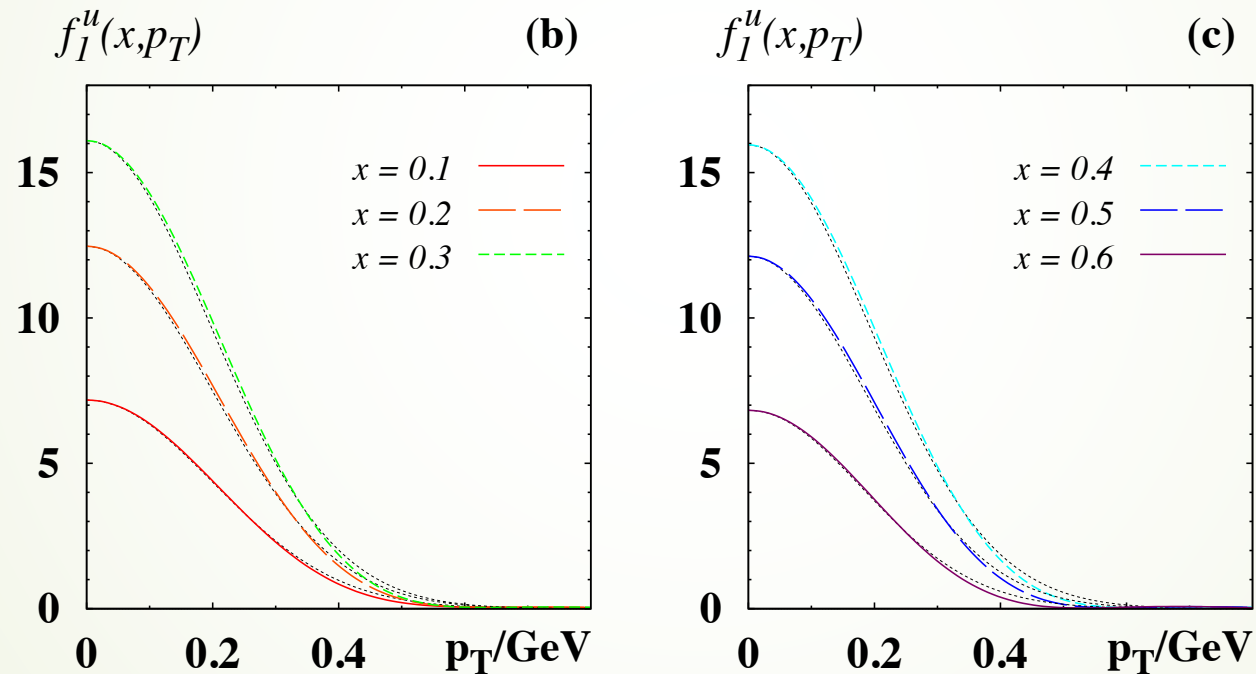 f₁ᵘ(x,p_T) (b)
15
10
5
0
x = 0.1
x = 0.2
x = 0.3
0 0.2 0.4 p_T/GeV
f₁ᵘ(x,p_T) (c)
15
10
5
0
x = 0.4
x = 0.5
x = 0.6
0 0.2 0.4 p_T/GeV